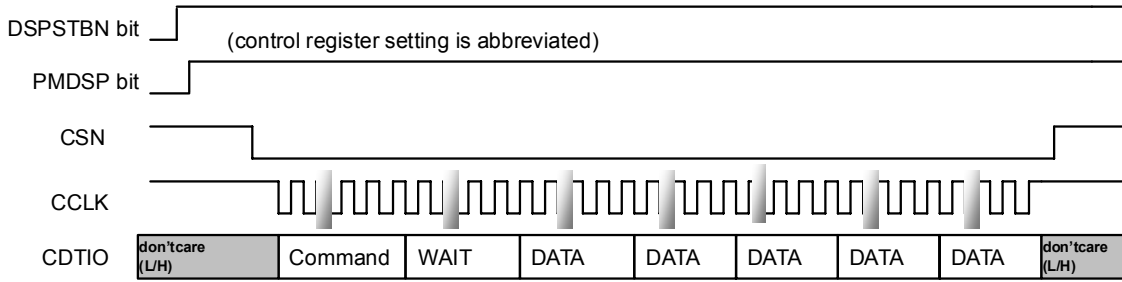 DSPSTBN bit
(control register setting is abbreviated)
PMDSP bit
CSN
CCLK
CDTIO
don'tcare
(L/H)
Command
WAIT
DATA
DATA
DATA
DATA
DATA
don'tcare
(L/H)